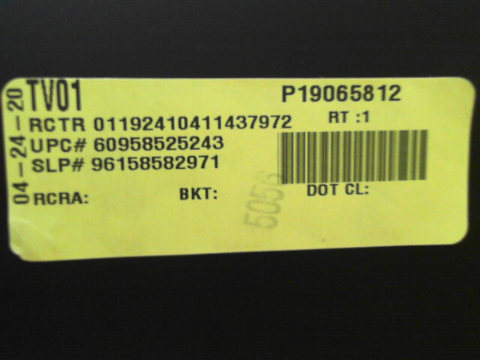 04-24-20
TV01 P19065812
RCTR 01192410411437972 RT :1
UPC# 60958525243
SLP# 96158582971
RCRA: BKT: DOT CL:
5056